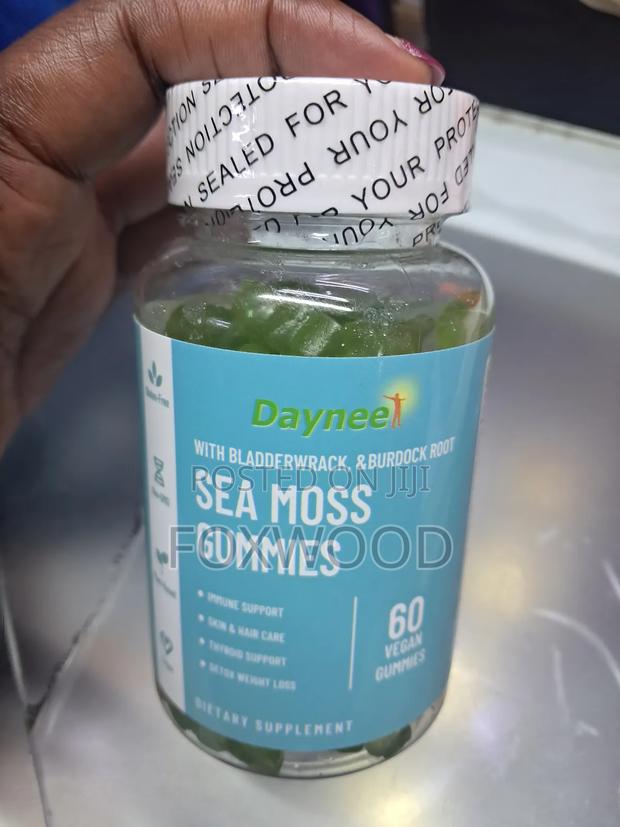 SEALED FOR YOUR PROTECTION
Daynee
WITH BLADDERWRACK, & BURDOCK ROOT
POSTED ON JIJI
SEA MOSS
FOXWOOD
GUMMIES
• IMMUNE SUPPORT
• SKIN & HAIR CARE
• THYROID SUPPORT
• DETOX WEIGHT LOSS
60
VEGAN
GUMMIES
DIETARY SUPPLEMENT